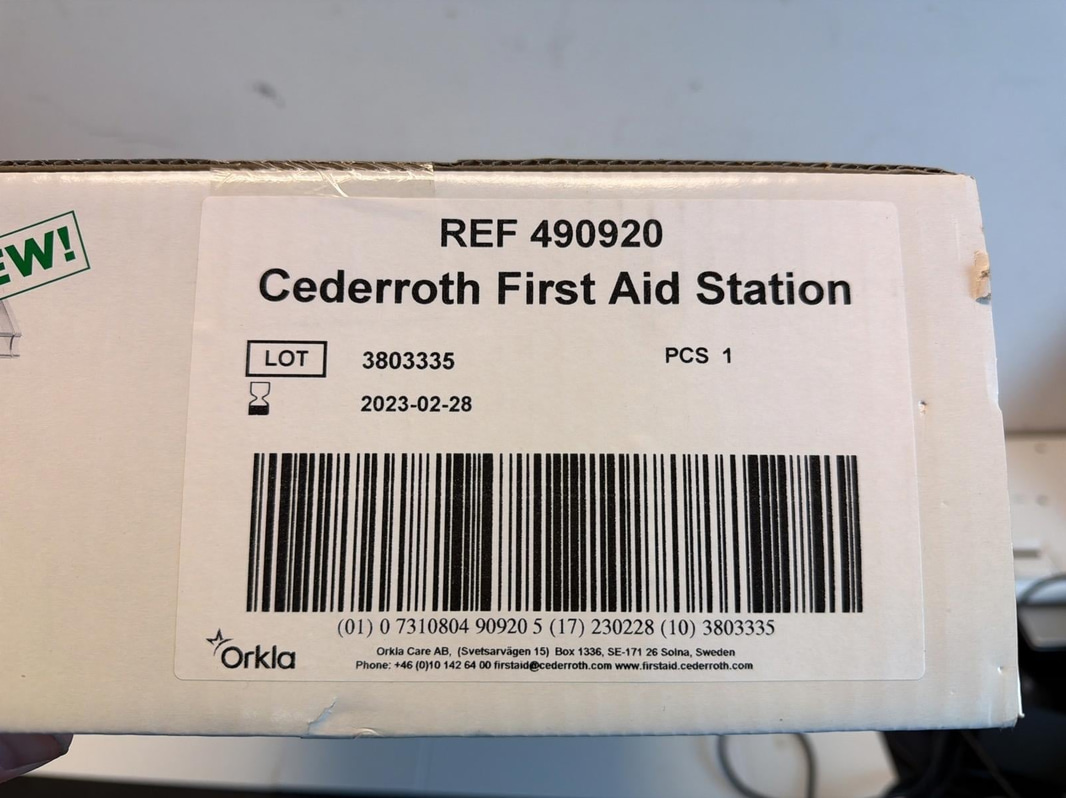 REF 490920
Cederroth First Aid Station
LOT 3803335 PCS 1
2023-02-28
(01) 0 7310804 90920 5 (17) 230228 (10) 3803335
Orkla
Orkla Care AB, (Svetsarvägen 15) Box 1336, SE-171 26 Solna, Sweden
Phone: +46 (0)10 142 64 00 firstaid@cederroth.com www.firstaid.cederroth.com